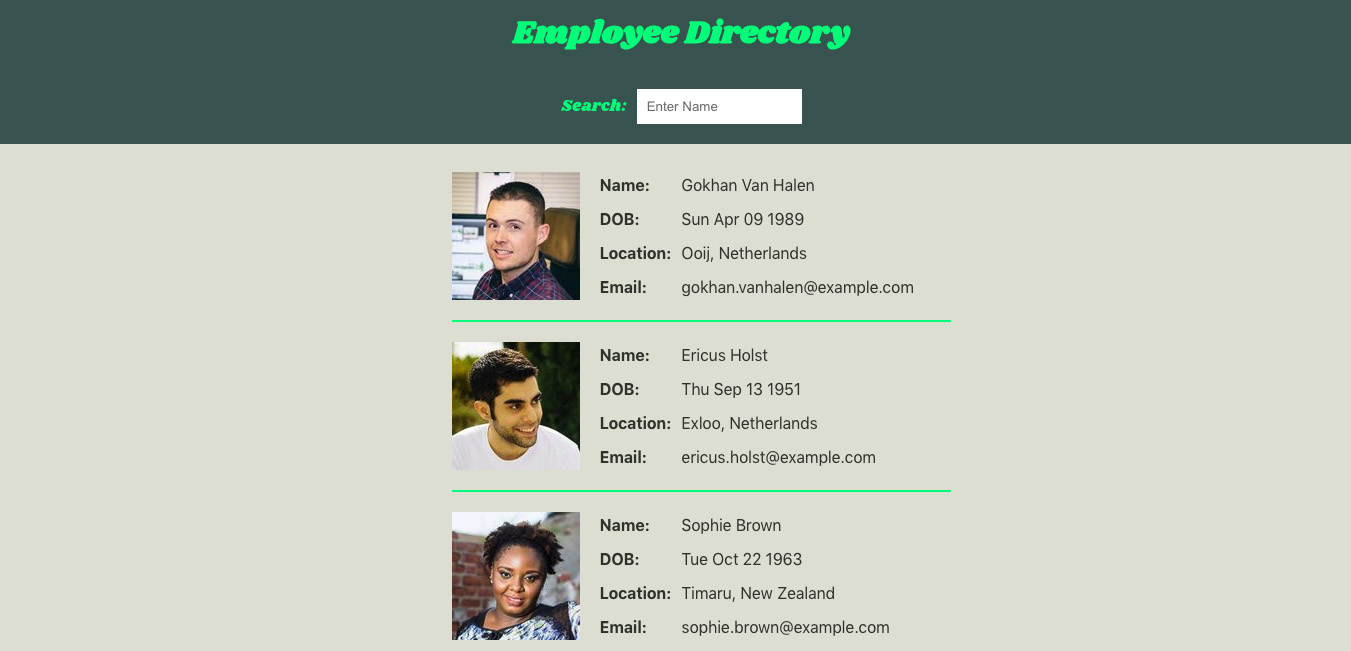 Employee Directory
Search: Enter Name
Name: Gokhan Van Halen
DOB: Sun Apr 09 1989
Location: Ooij, Netherlands
Email: gokhan.vanhalen@example.com
Name: Ericus Holst
DOB: Thu Sep 13 1951
Location: Exloo, Netherlands
Email: ericus.holst@example.com
Name: Sophie Brown
DOB: Tue Oct 22 1963
Location: Timaru, New Zealand
Email: sophie.brown@example.com